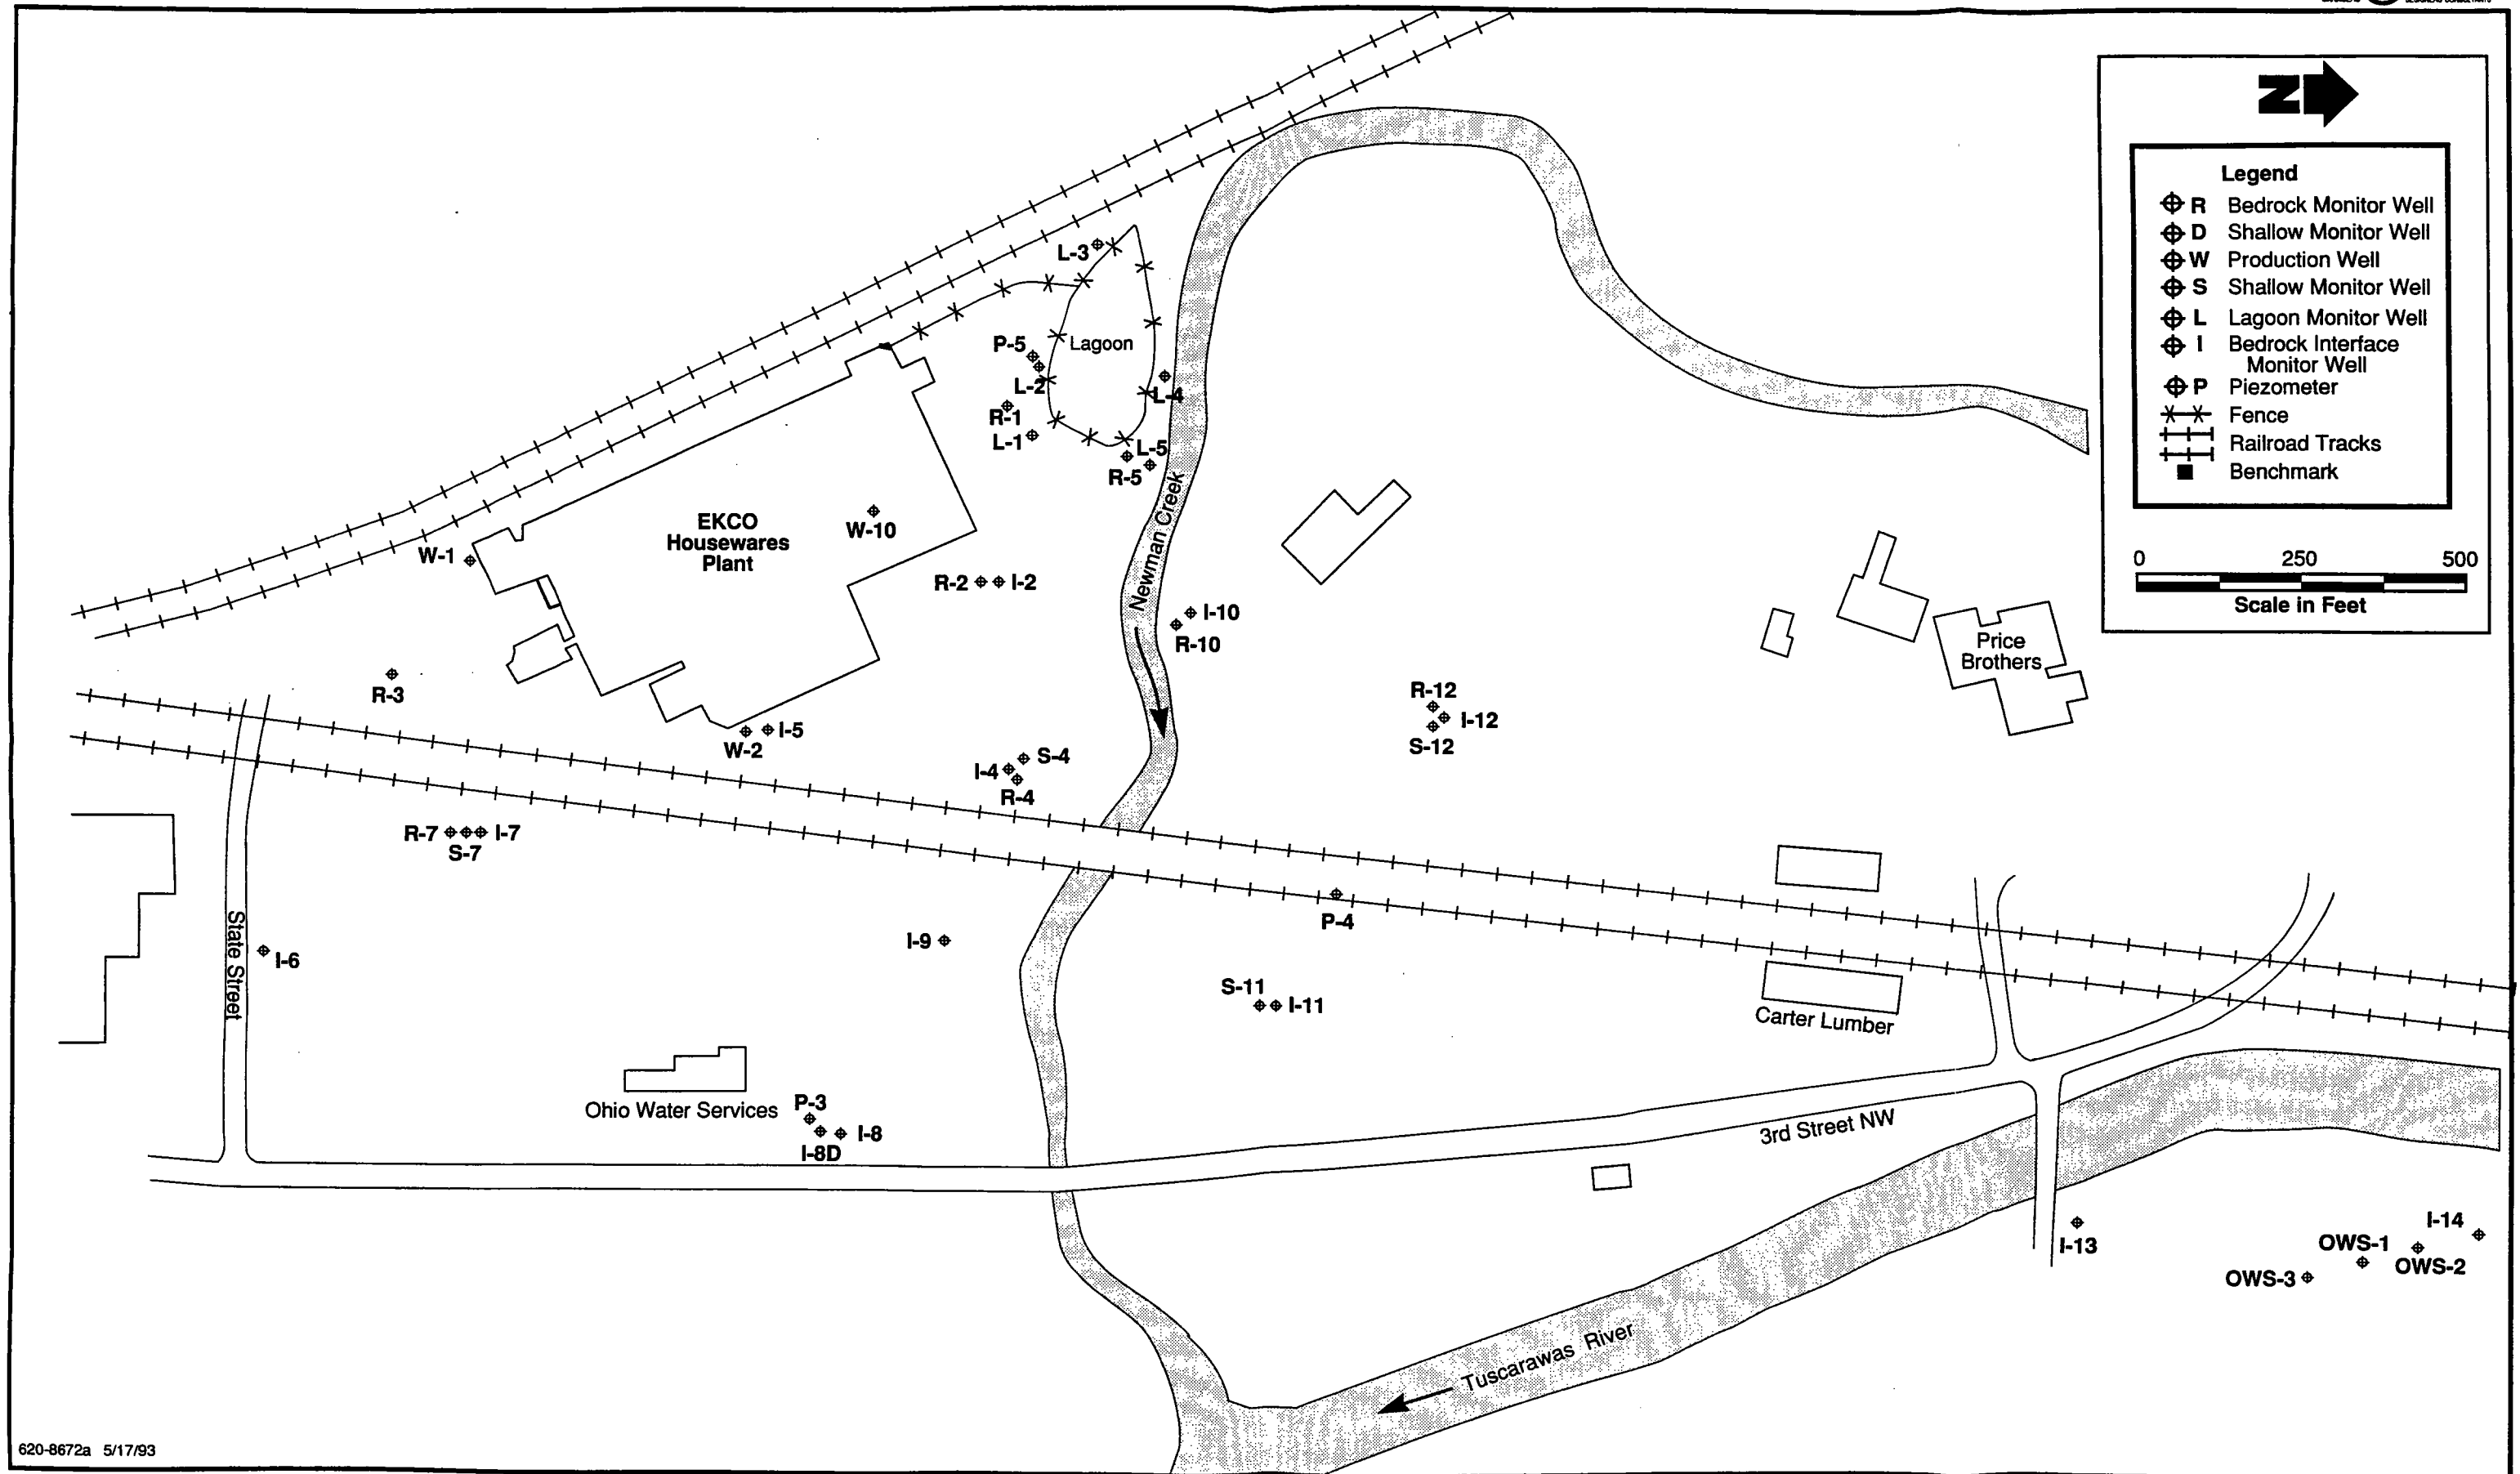 N
Legend
R Bedrock Monitor Well
D Shallow Monitor Well
W Production Well
S Shallow Monitor Well
L Lagoon Monitor Well
I Bedrock Interface
Monitor Well
P Piezometer
Fence
Railroad Tracks
Benchmark
0 250 500
Scale in Feet
L-3
P-5
Lagoon
L-2
L-4
R-1
L-1
L-5
R-5
Newman Creek
EKCO
Housewares
Plant
W-10
W-1
R-2
I-2
I-10
R-10
Price
Brothers
R-3
R-12
I-12
S-12
I-5
W-2
S-4
I-4
R-4
R-7
I-7
S-7
P-4
State Street
I-9
I-6
S-11
I-11
Carter Lumber
Ohio Water Services
P-3
I-8
I-8D
3rd Street NW
I-13
I-14
OWS-1
OWS-2
OWS-3
Tuscarawas River
620-8672a 5/17/93